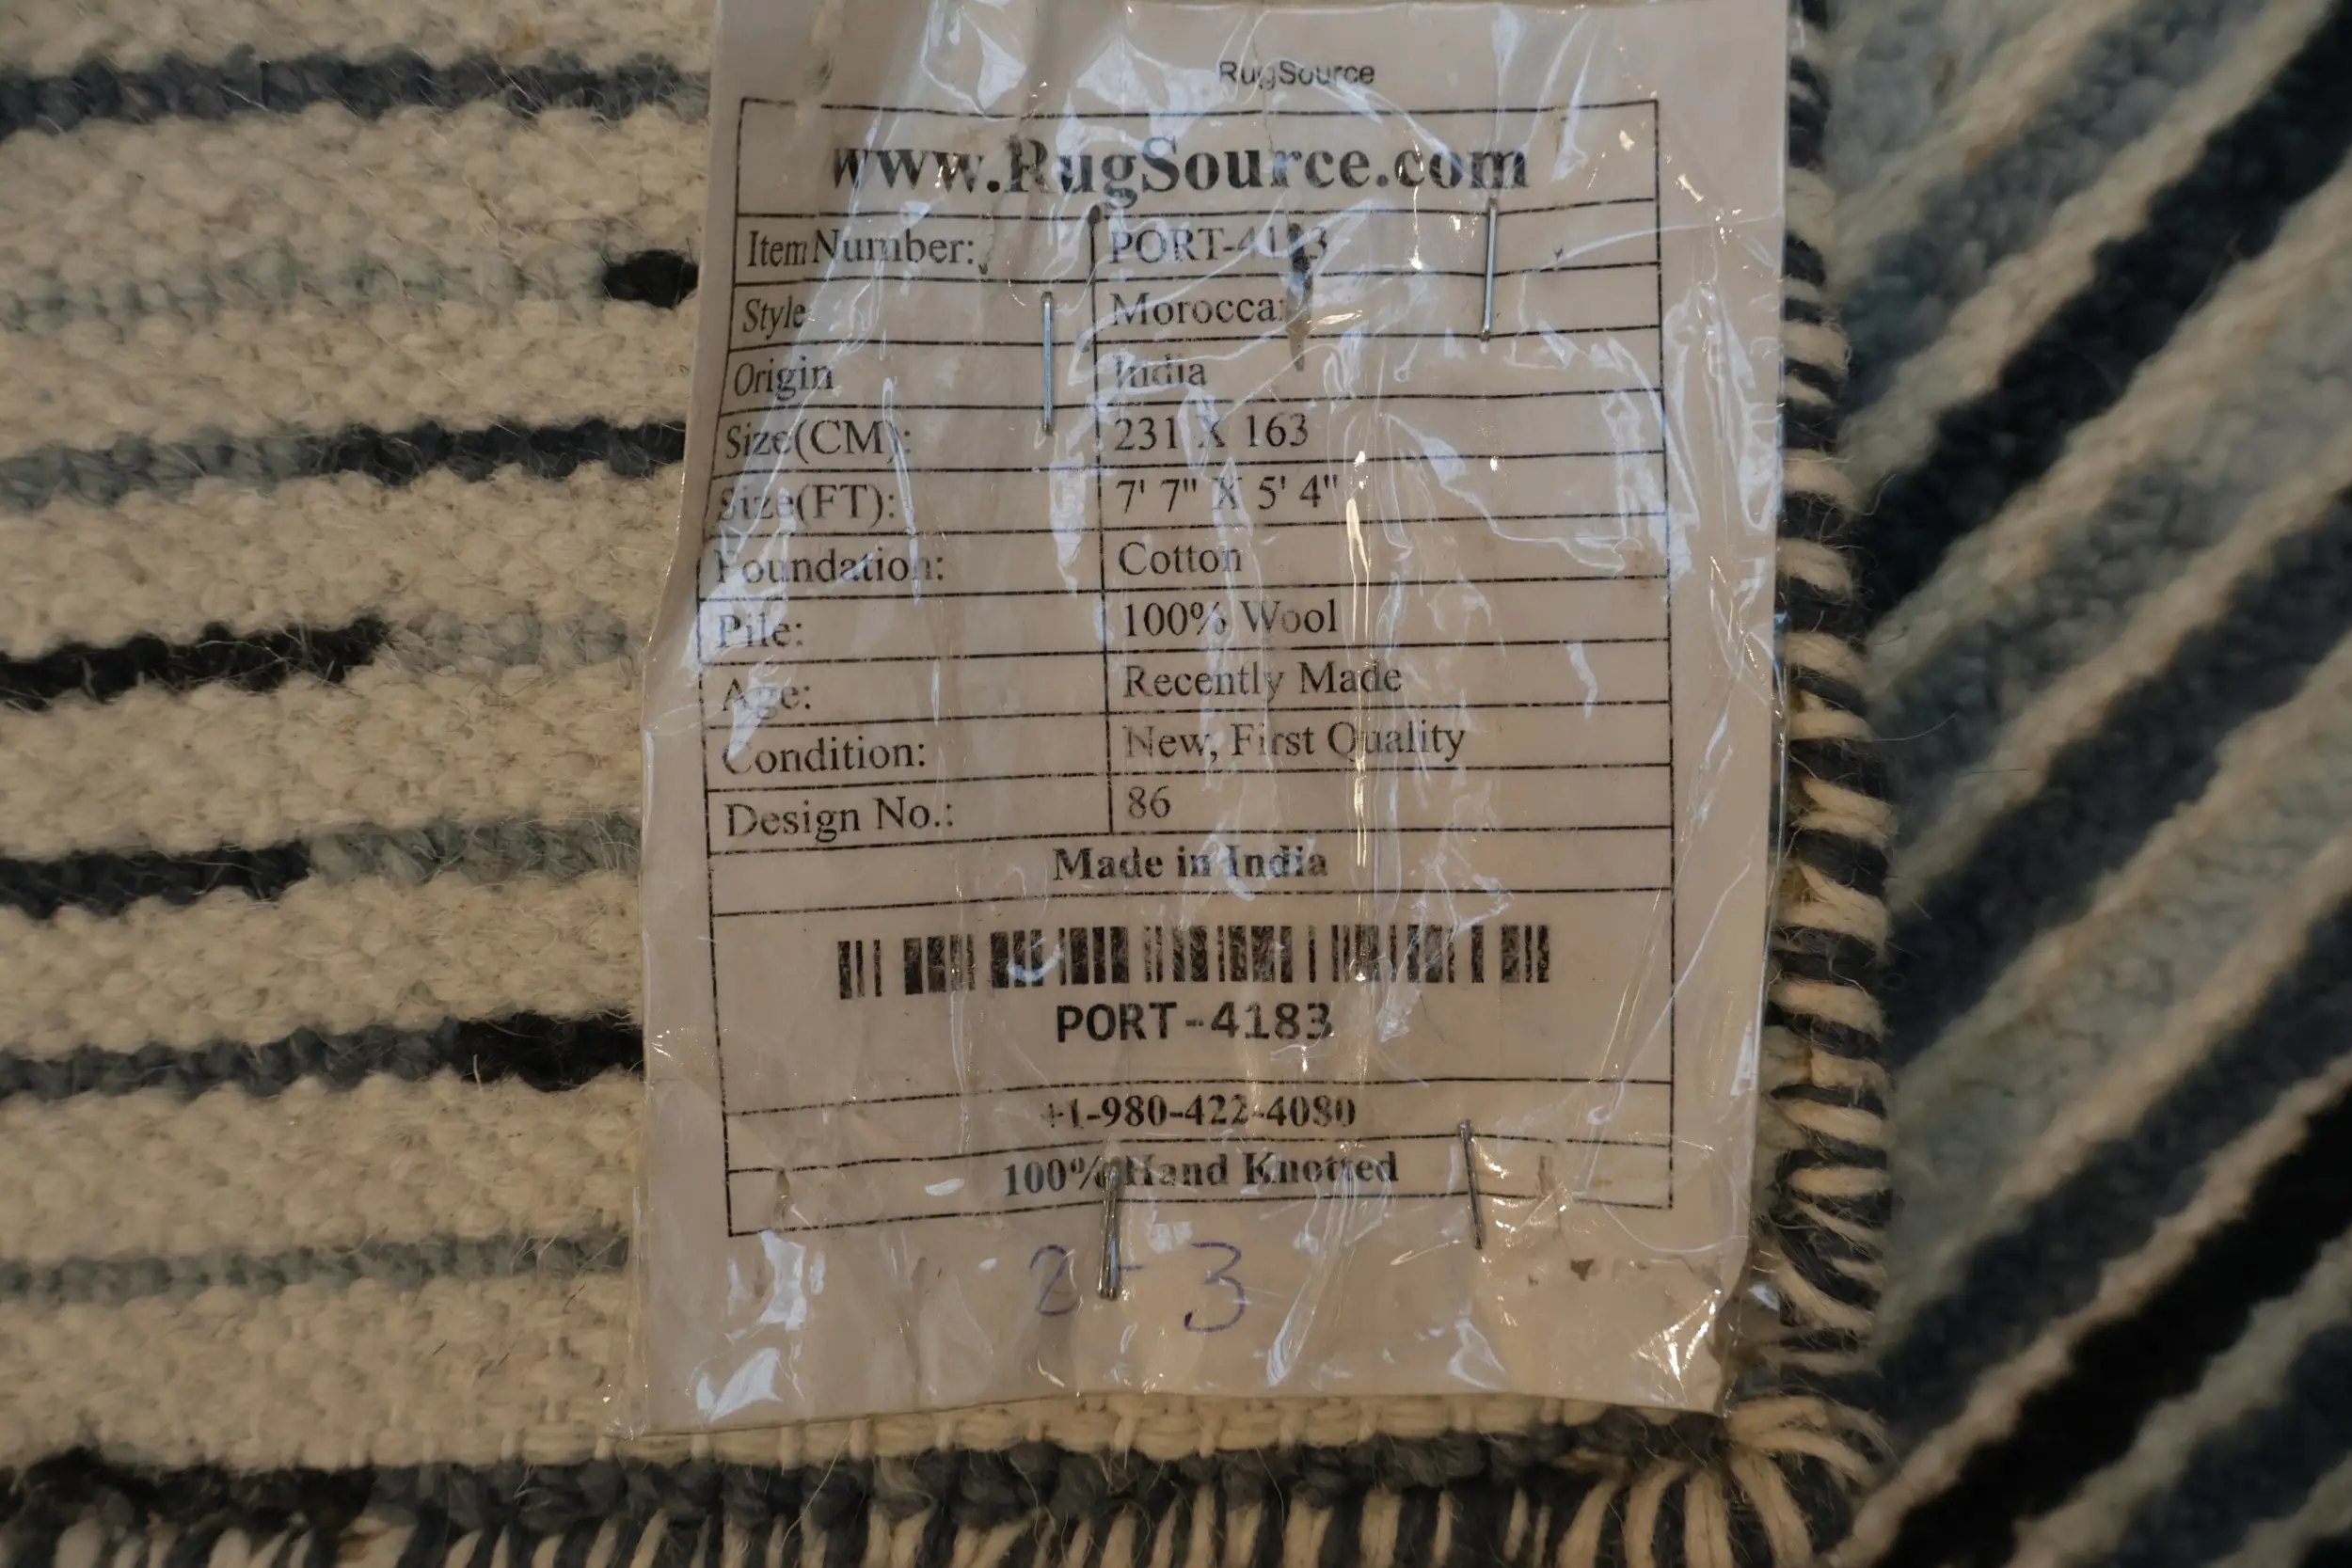 RugSource
www.RugSource.com
Item Number: PORT-4183
Style Moroccan
Origin India
Size(CM): 231 X 163
Size(FT): 7' 7" X 5' 4"
Foundation: Cotton
Pile: 100% Wool
Age: Recently Made
Condition: New, First Quality
Design No.: 86
Made in India
PORT-4183
+1-980-422-4080
100% Hand Knotted
2-3